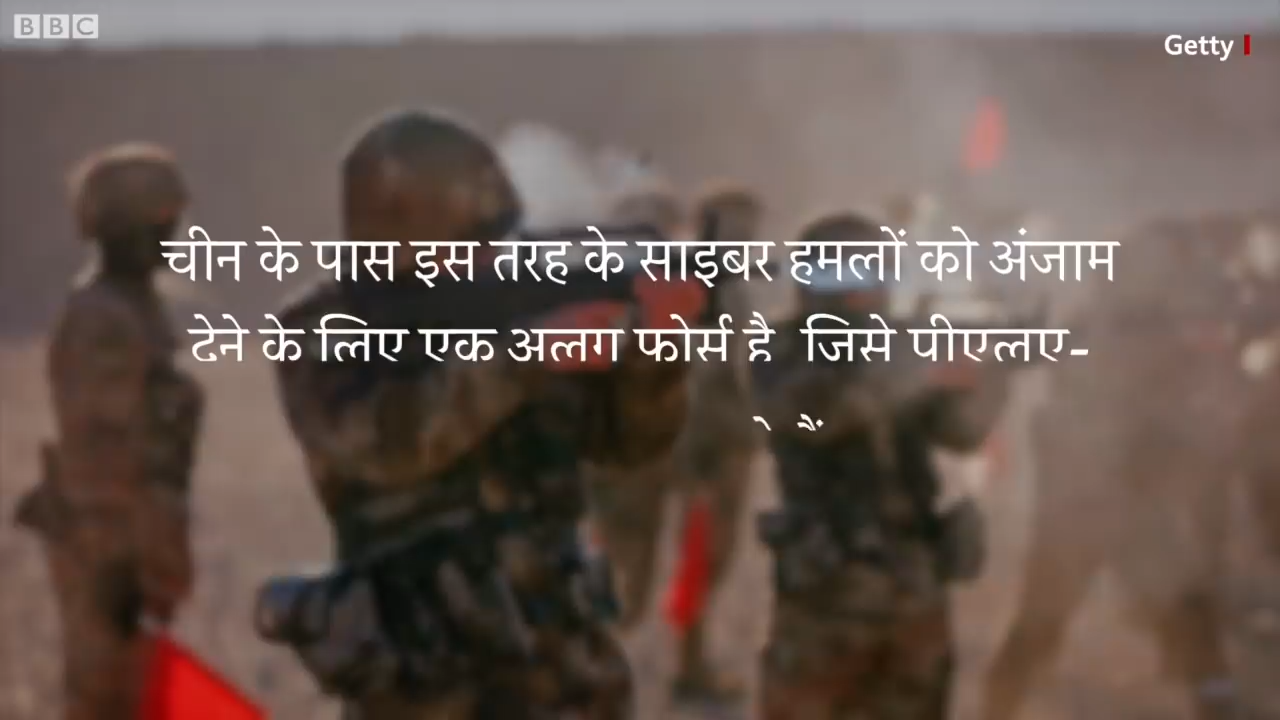 BBC
Getty
चीन के पास इस तरह के साइबर हमलों को अंजाम
देने के लिए एक अलग फोर्स है जिसे पीएलए-